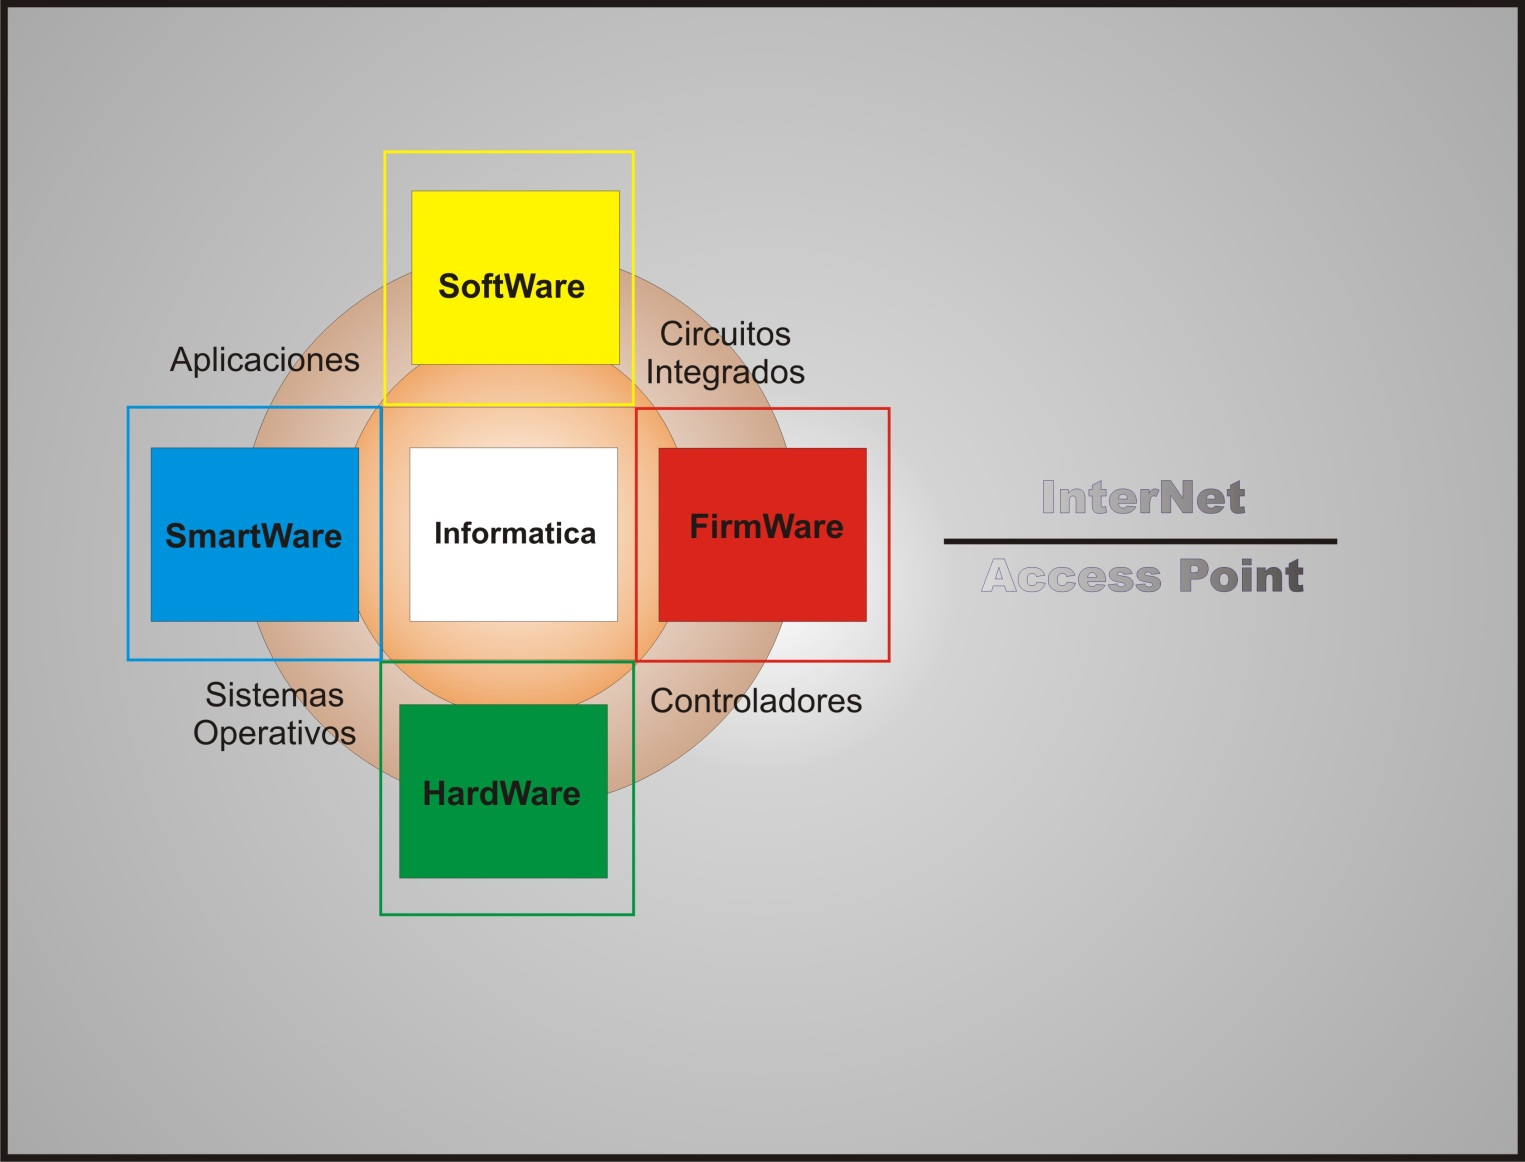 SoftWare
Aplicaciones
Circuitos
Integrados
SmartWare
Informatica
FirmWare
InterNet
Access Point
Sistemas
Operativos
Controladores
HardWare